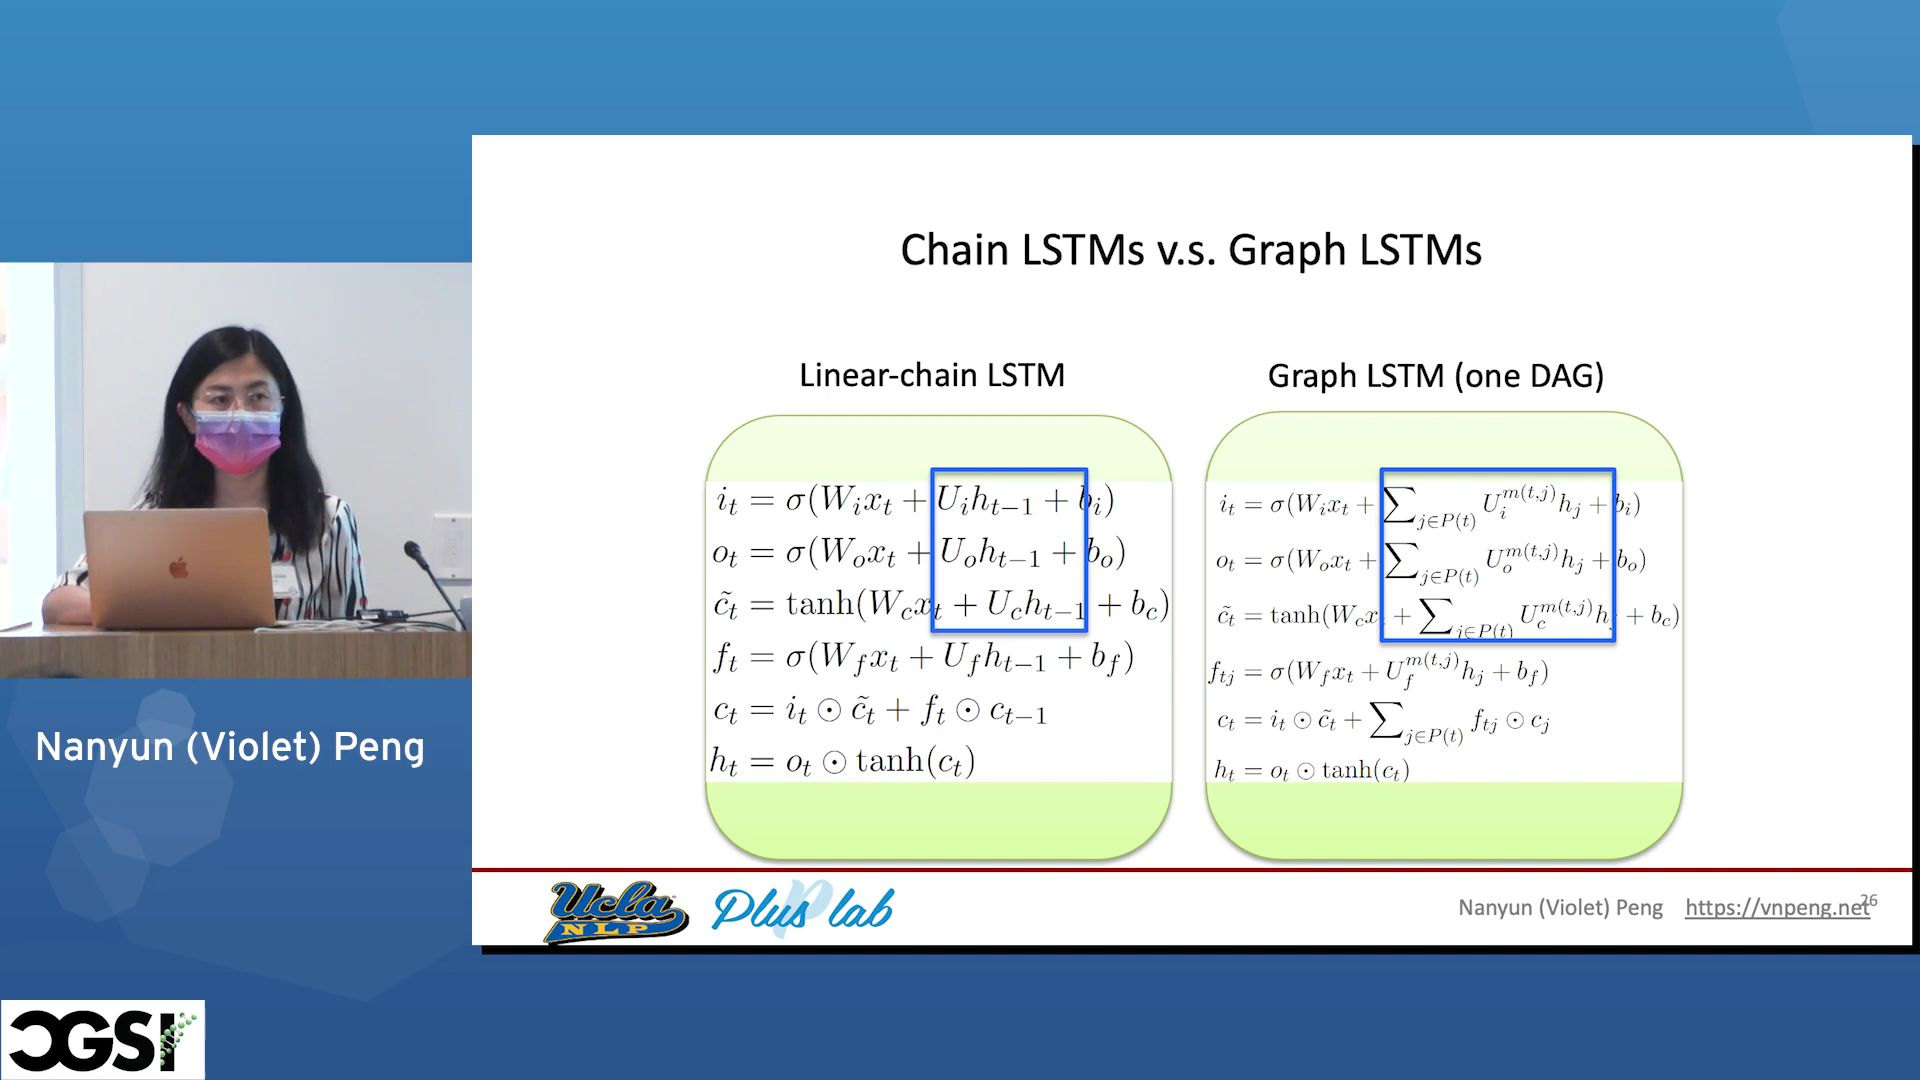 Chain LSTMs v.s. Graph LSTMs
Linear-chain LSTM
i_t = σ(W_i x_t + U_i h_{t−1} + b_i)
o_t = σ(W_o x_t + U_o h_{t−1} + b_o)
c̃_t = tanh(W_c x_t + U_c h_{t−1} + b_c)
f_t = σ(W_f x_t + U_f h_{t−1} + b_f)
c_t = i_t ⊙ c̃_t + f_t ⊙ c_{t−1}
h_t = o_t ⊙ tanh(c_t)
Graph LSTM (one DAG)
i_t = σ(W_i x_t + ∑_{j∈P(t)} U_i^{m(t,j)} h_j + b_i)
o_t = σ(W_o x_t + ∑_{j∈P(t)} U_o^{m(t,j)} h_j + b_o)
c̃_t = tanh(W_c x_t + ∑_{j∈P(t)} U_c^{m(t,j)} h_j + b_c)
f_{tj} = σ(W_f x_t + U_f^{m(t,j)} h_j + b_f)
c_t = i_t ⊙ c̃_t + ∑_{j∈P(t)} f_{tj} ⊙ c_j
h_t = o_t ⊙ tanh(c_t)
Ucla
NLP
Plus lab
Nanyun (Violet) Peng https://vnpeng.net
26
Nanyun (Violet) Peng
CGSI